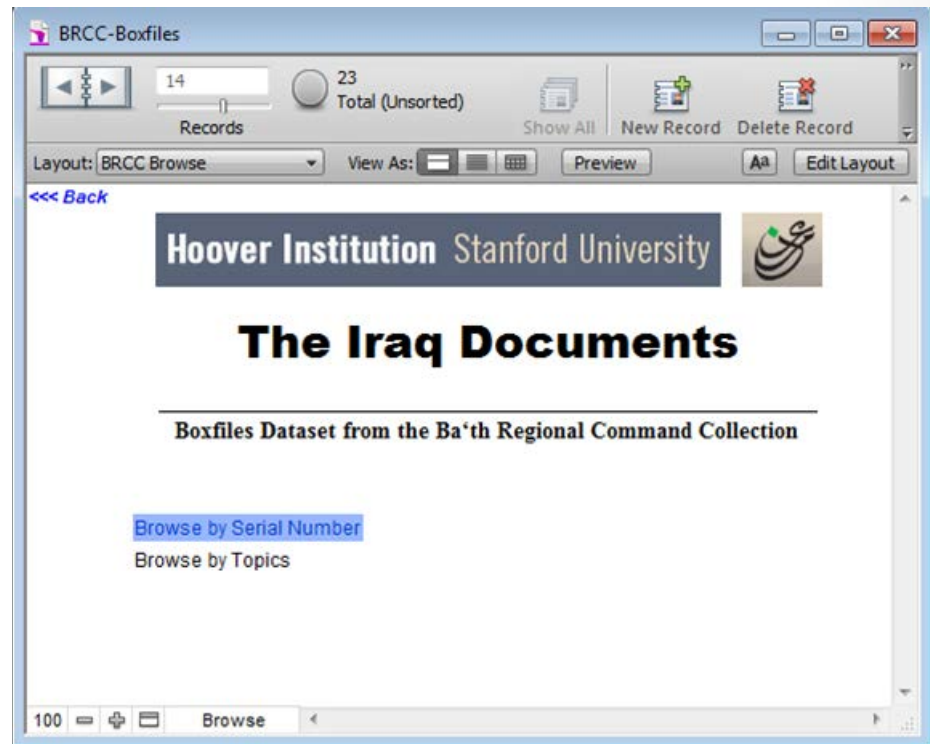 BRCC-Boxfiles
14
23
Total (Unsorted)
Records
Show All
New Record
Delete Record
Layout: BRCC Browse
View As:
Preview
Aa
Edit Layout
<<< Back
Hoover Institution Stanford University
The Iraq Documents
Boxfiles Dataset from the Ba‘th Regional Command Collection
Browse by Serial Number
Browse by Topics
100
Browse